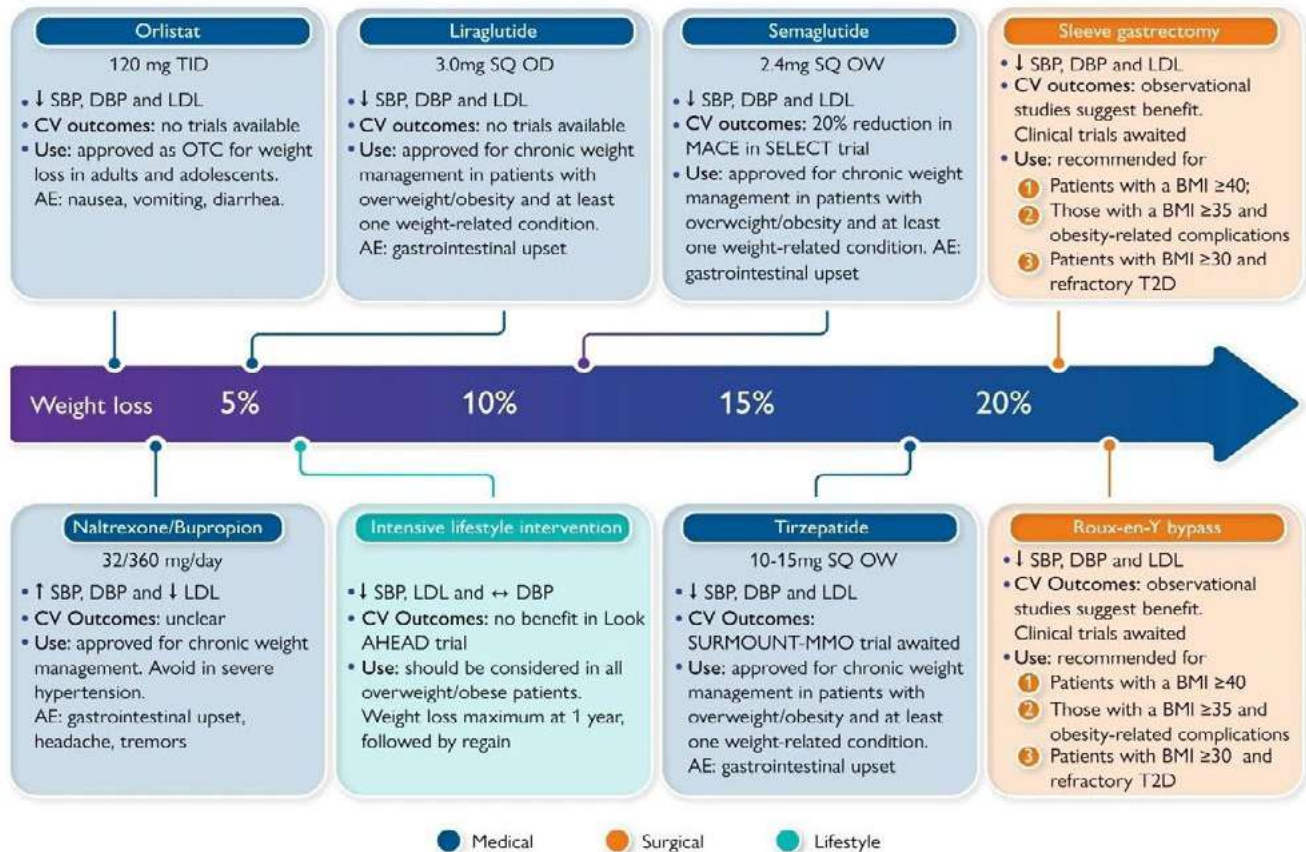 Orlistat
120 mg TID
• ↓ SBP, DBP and LDL
• CV outcomes: no trials available
• Use: approved as OTC for weight
loss in adults and adolescents.
AE: nausea, vomiting, diarrhea.
Liraglutide
3.0mg SQ OD
• ↓ SBP, DBP and LDL
• CV outcomes: no trials available
• Use: approved for chronic weight
management in patients with
overweight/obesity and at least
one weight-related condition.
AE: gastrointestinal upset
Semaglutide
2.4mg SQ OW
• ↓ SBP, DBP and LDL
• CV outcomes: 20% reduction in
MACE in SELECT trial
• Use: approved for chronic weight
management in patients with
overweight/obesity and at least
one weight-related condition. AE:
gastrointestinal upset
Sleeve gastrectomy
• ↓ SBP, DBP and LDL
• CV outcomes: observational
studies suggest benefit.
Clinical trials awaited
• Use: recommended for
1 Patients with a BMI ≥40;
2 Those with a BMI ≥35 and
obesity-related complications
3 Patients with BMI ≥30 and
refractory T2D
Weight loss 5% 10% 15% 20%
Naltrexone/Bupropion
32/360 mg/day
• ↑ SBP, DBP and ↓ LDL
• CV Outcomes: unclear
• Use: approved for chronic weight
management. Avoid in severe
hypertension.
AE: gastrointestinal upset,
headache, tremors
Intensive lifestyle intervention
• ↓ SBP, LDL and ↔ DBP
• CV Outcomes: no benefit in Look
AHEAD trial
• Use: should be considered in all
overweight/obese patients.
Weight loss maximum at 1 year,
followed by regain
Tirzepatide
10-15mg SQ OW
• ↓ SBP, DBP and LDL
• CV Outcomes:
SURMOUNT-MMO trial awaited
• Use: approved for chronic weight
management in patients with
overweight/obesity and at least
one weight-related condition.
AE: gastrointestinal upset
Roux-en-Y bypass
• ↓ SBP, DBP and LDL
• CV Outcomes: observational
studies suggest benefit.
Clinical trials awaited
• Use: recommended for
1 Patients with a BMI ≥40
2 Those with a BMI ≥35 and
obesity-related complications
3 Patients with BMI ≥30 and
refractory T2D
Medical Surgical Lifestyle